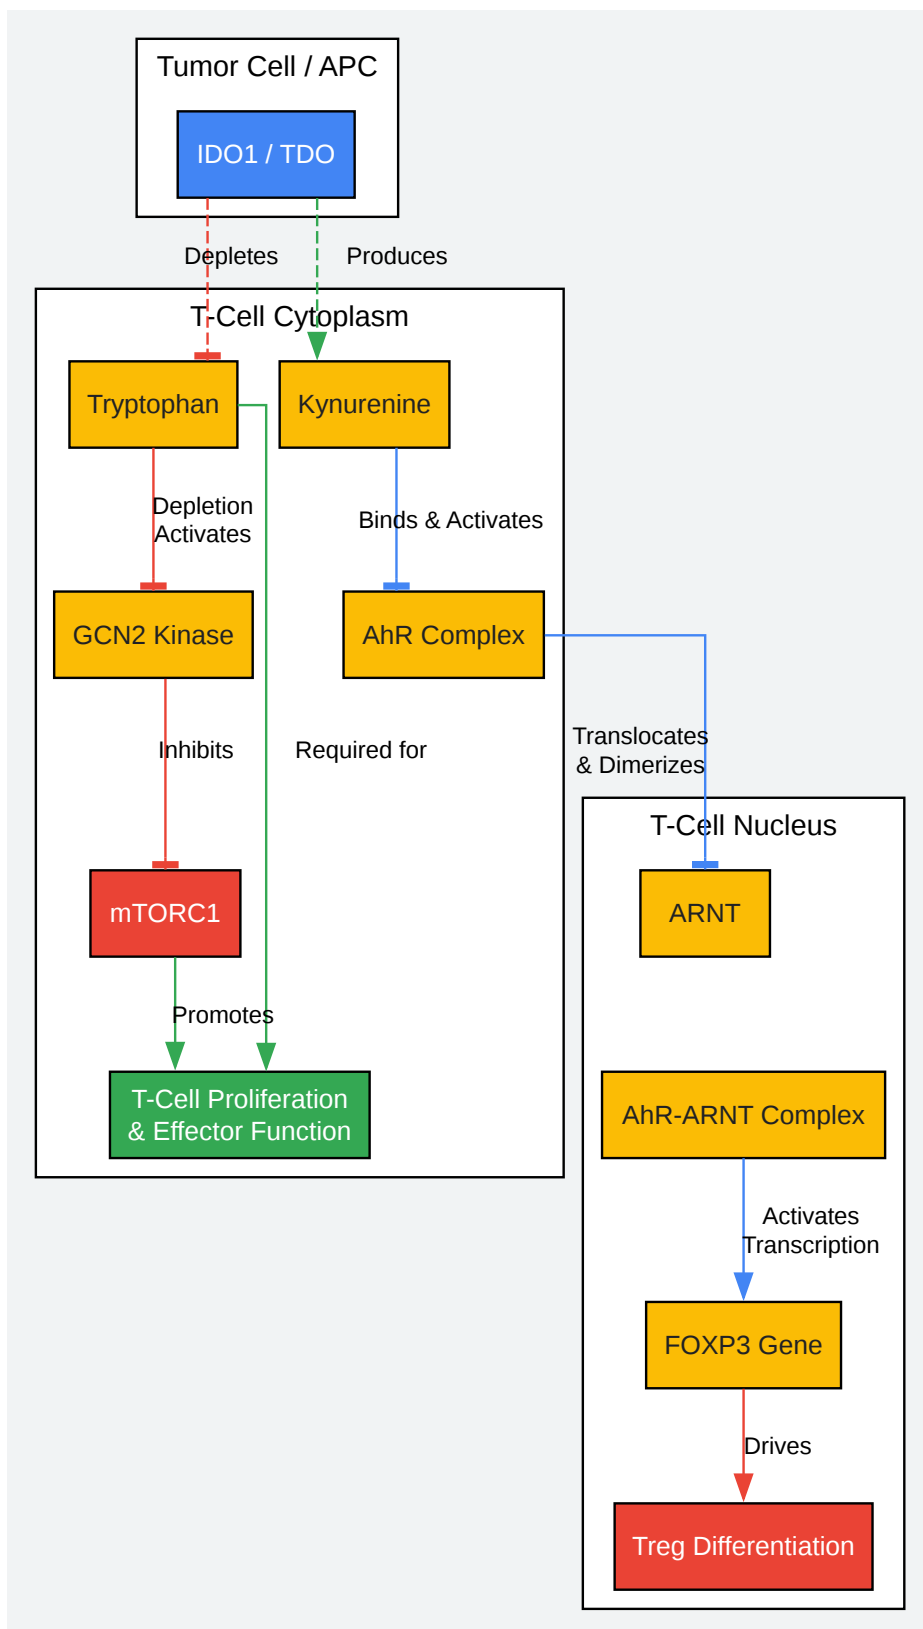 Tumor Cell / APC
IDO1 / TDO
Depletes
Produces
T-Cell Cytoplasm
Tryptophan
Kynurenine
Depletion
Activates
Binds & Activates
GCN2 Kinase
AhR Complex
Inhibits
Required for
Translocates
& Dimerizes
T-Cell Nucleus
mTORC1
ARNT
Promotes
T-Cell Proliferation
& Effector Function
AhR-ARNT Complex
Activates
Transcription
FOXP3 Gene
Drives
Treg Differentiation